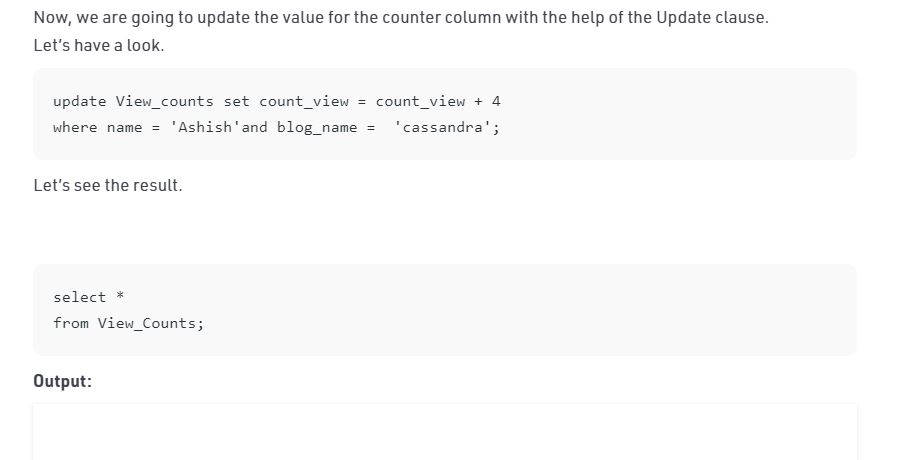 Now, we are going to update the value for the counter column with the help of the Update clause.
Let's have a look.
update View_counts set count_view = count_view + 4
where name = 'Ashish'and blog_name =  'cassandra';
Let's see the result.
select *
from View_Counts;
Output: